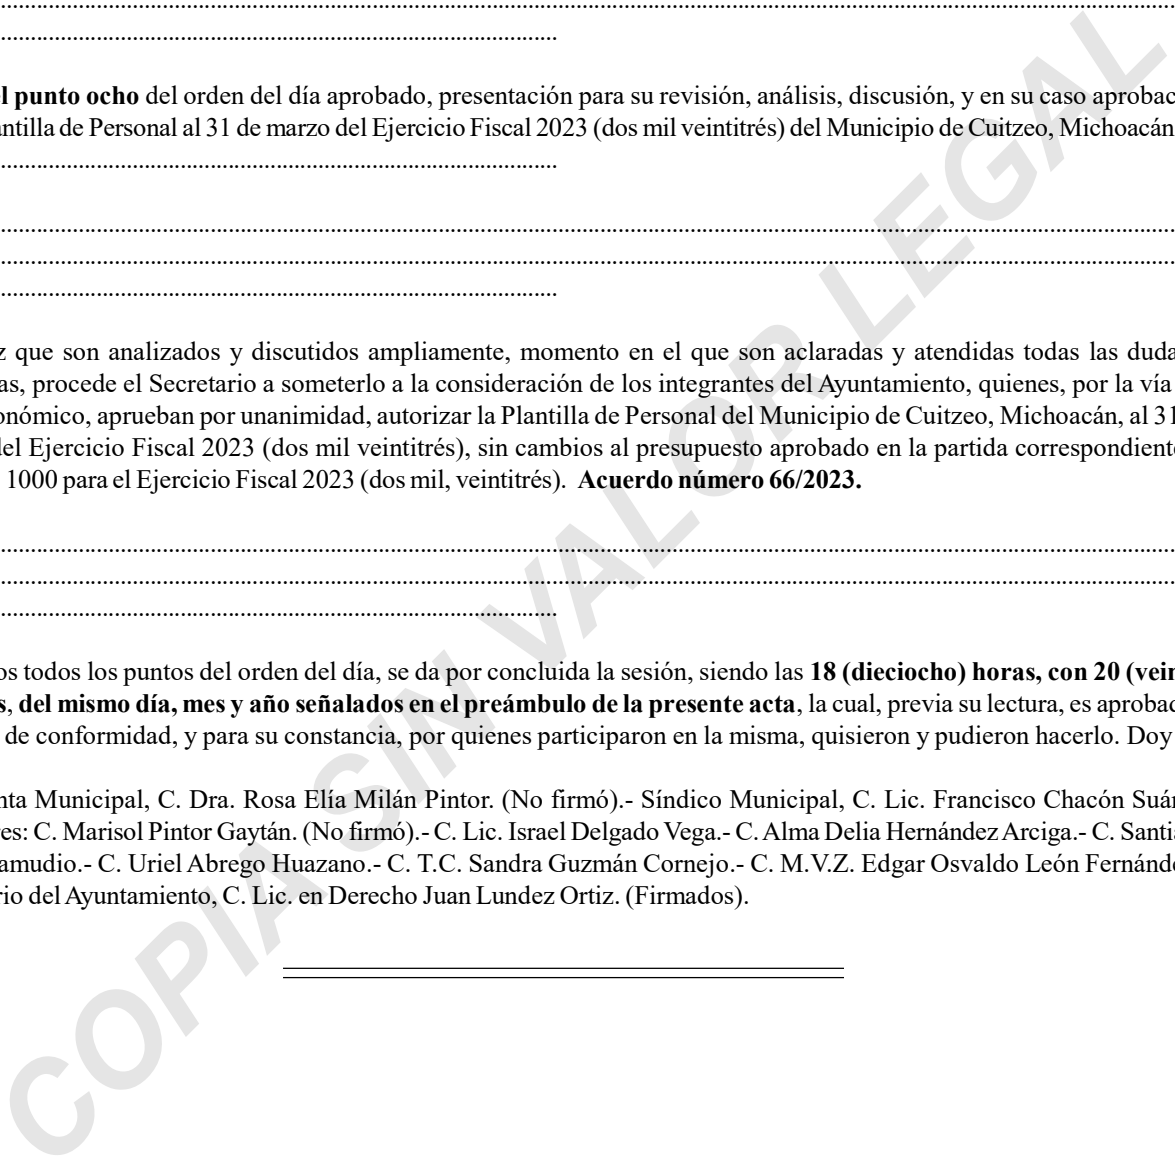 l punto ocho del orden del día aprobado, presentación para su revisión, análisis, discusión, y en su caso aprobac
antilla de Personal al 31 de marzo del Ejercicio Fiscal 2023 (dos mil veintitrés) del Municipio de Cuitzeo, Michoacán
z que son analizados y discutidos ampliamente, momento en el que son aclaradas y atendidas todas las duda
as, procede el Secretario a someterlo a la consideración de los integrantes del Ayuntamiento, quienes, por la vía
onómico, aprueban por unanimidad, autorizar la Plantilla de Personal del Municipio de Cuitzeo, Michoacán, al 31
del Ejercicio Fiscal 2023 (dos mil veintitrés), sin cambios al presupuesto aprobado en la partida correspondiente
1000 para el Ejercicio Fiscal 2023 (dos mil, veintitrés). Acuerdo número 66/2023.
os todos los puntos del orden del día, se da por concluida la sesión, siendo las 18 (dieciocho) horas, con 20 (vein
s, del mismo día, mes y año señalados en el preámbulo de la presente acta, la cual, previa su lectura, es aprobad
de conformidad, y para su constancia, por quienes participaron en la misma, quisieron y pudieron hacerlo. Doy
nta Municipal, C. Dra. Rosa Elía Milán Pintor. (No firmó).- Síndico Municipal, C. Lic. Francisco Chacón Suár
res: C. Marisol Pintor Gaytán. (No firmó).- C. Lic. Israel Delgado Vega.- C. Alma Delia Hernández Arciga.- C. Santia
amudio.- C. Uriel Abrego Huazano.- C. T.C. Sandra Guzmán Cornejo.- C. M.V.Z. Edgar Osvaldo León Fernánde
rio del Ayuntamiento, C. Lic. en Derecho Juan Lundez Ortiz. (Firmados).
COPIA SIN VALOR LEGAL